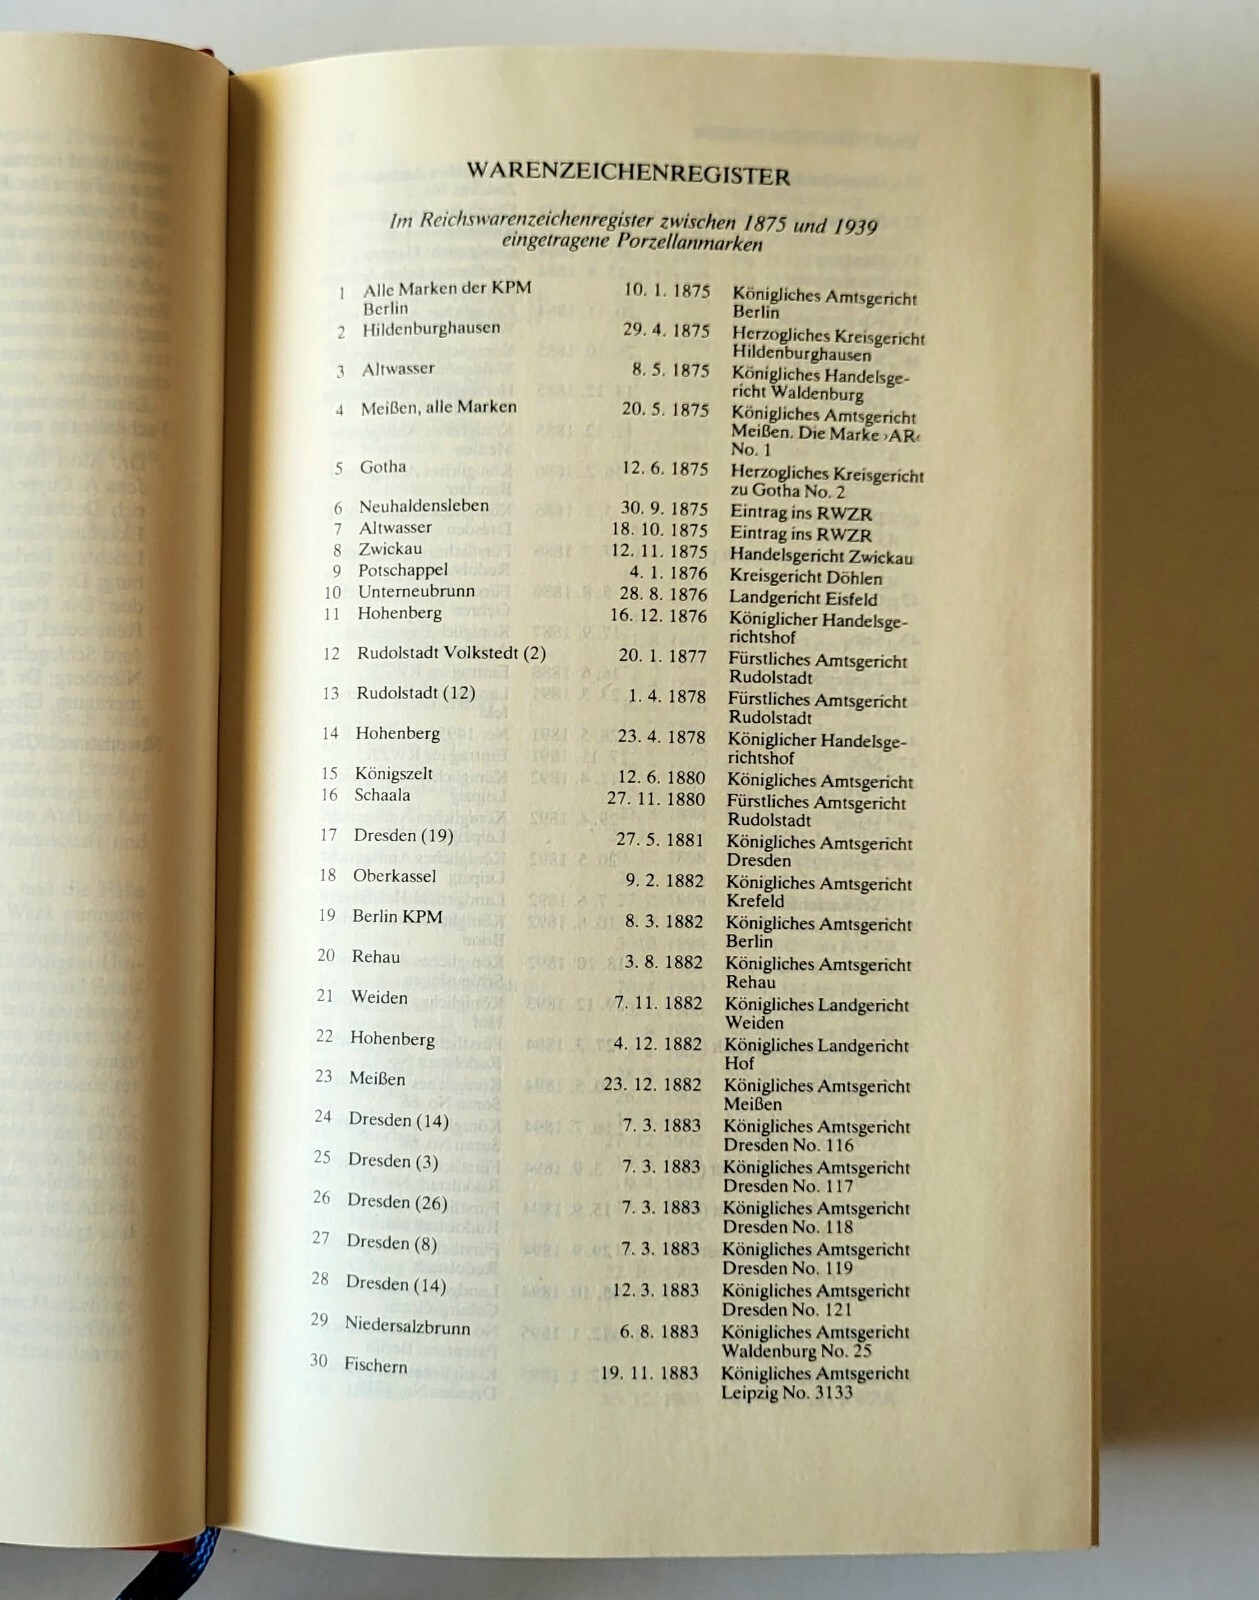 WARENZEICHENREGISTER
Im Reichswarenzeichenregister zwischen 1875 und 1939
eingetragene Porzellanmarken
1 Alle Marken der KPM 10. 1. 1875 Königliches Amtsgericht
Berlin Berlin
2 Hildenburghausen 29. 4. 1875 Herzogliches Kreisgericht
Hildenburghausen
3 Altwasser 8. 5. 1875 Königliches Handelsge-
richt Waldenburg
4 Meißen, alle Marken 20. 5. 1875 Königliches Amtsgericht
Meißen. Die Marke ›AR‹
No. 1
5 Gotha 12. 6. 1875 Herzogliches Kreisgericht
zu Gotha No. 2
6 Neuhaldensleben 30. 9. 1875 Eintrag ins RWZR
7 Altwasser 18. 10. 1875 Eintrag ins RWZR
8 Zwickau 12. 11. 1875 Handelsgericht Zwickau
9 Potschappel 4. 1. 1876 Kreisgericht Döhlen
10 Unterneubrunn 28. 8. 1876 Landgericht Eisfeld
11 Hohenberg 16. 12. 1876 Königlicher Handelsge-
richtshof
12 Rudolstadt Volkstedt (2) 20. 1. 1877 Fürstliches Amtsgericht
Rudolstadt
13 Rudolstadt (12) 1. 4. 1878 Fürstliches Amtsgericht
Rudolstadt
14 Hohenberg 23. 4. 1878 Königlicher Handelsge-
richtshof
15 Königszelt 12. 6. 1880 Königliches Amtsgericht
16 Schaala 27. 11. 1880 Fürstliches Amtsgericht
Rudolstadt
17 Dresden (19) 27. 5. 1881 Königliches Amtsgericht
Dresden
18 Oberkassel 9. 2. 1882 Königliches Amtsgericht
Krefeld
19 Berlin KPM 8. 3. 1882 Königliches Amtsgericht
Berlin
20 Rehau 3. 8. 1882 Königliches Amtsgericht
Rehau
21 Weiden 7. 11. 1882 Königliches Landgericht
Weiden
22 Hohenberg 4. 12. 1882 Königliches Landgericht
Hof
23 Meißen 23. 12. 1882 Königliches Amtsgericht
Meißen
24 Dresden (14) 7. 3. 1883 Königliches Amtsgericht
Dresden No. 116
25 Dresden (3) 7. 3. 1883 Königliches Amtsgericht
Dresden No. 117
26 Dresden (26) 7. 3. 1883 Königliches Amtsgericht
Dresden No. 118
27 Dresden (8) 7. 3. 1883 Königliches Amtsgericht
Dresden No. 119
28 Dresden (14) 12. 3. 1883 Königliches Amtsgericht
Dresden No. 121
29 Niedersalzbrunn 6. 8. 1883 Königliches Amtsgericht
Waldenburg No. 25
30 Fischern 19. 11. 1883 Königliches Amtsgericht
Leipzig No. 3133